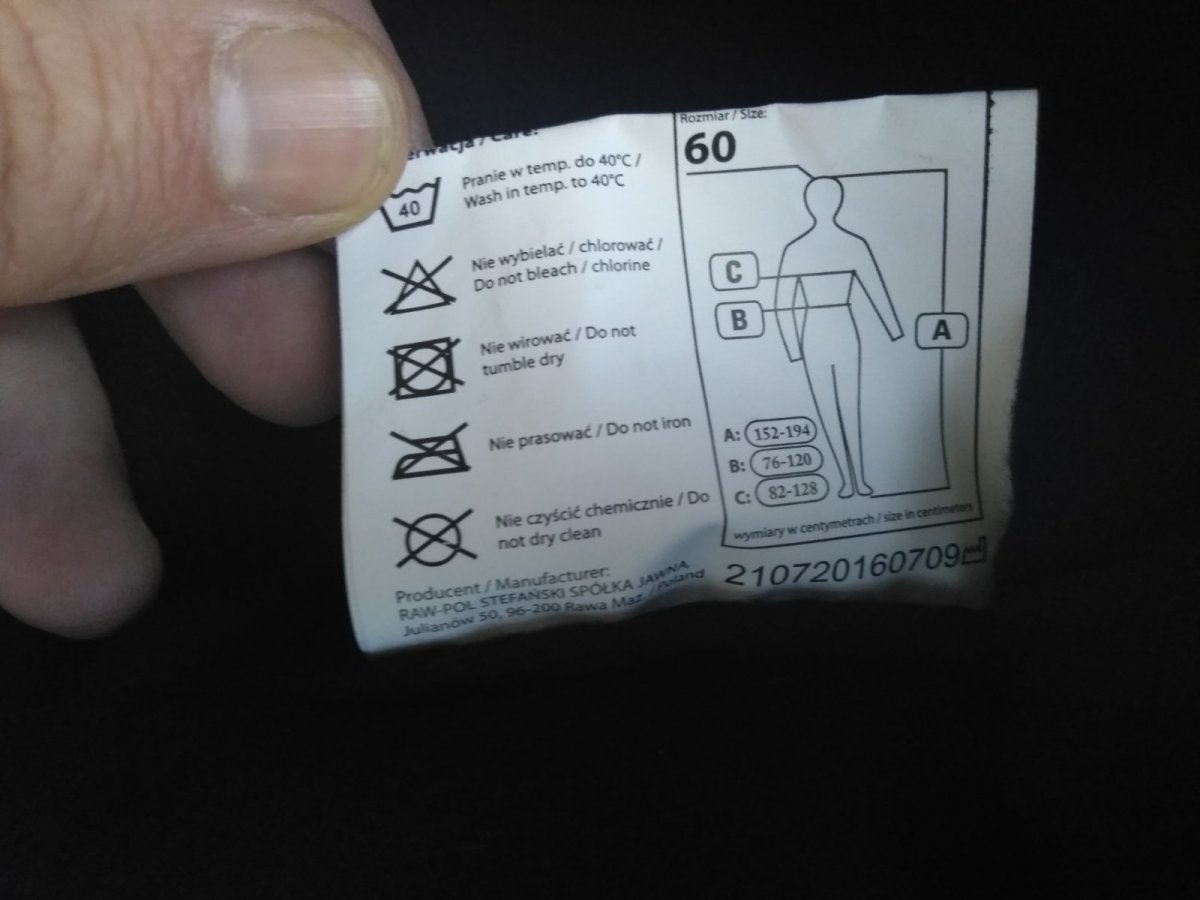 erwacja / Care:
40
Pranie w temp. do 40°C /
Wash in temp. to 40°C
Nie wybielać / chlorować /
Do not bleach / chlorine
Nie wirować / Do not
tumble dry
Nie prasować / Do not iron
Nie czyścić chemicznie / Do
not dry clean
Producent / Manufacturer:
RAW-POL STEFAŃSKI SPÓŁKA JAWNA,
Julianów 50, 96-200 Rawa Maz. / Poland
Rozmiar / Size:
60
C
B
A
A: 152-194
B: 76-120
C: 82-128
wymiary w centymetrach / size in centimeters
210720160709